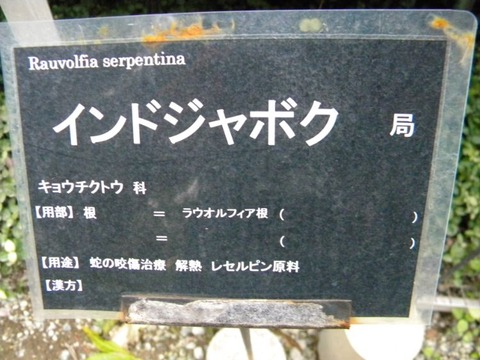 Rauvolfia serpentina
インドジャボク 局
キョウチクトウ 科
【用部】 根 = ラウオルフィア根 ( )
= ( )
【用途】 蛇の咬傷治療 解熱 レセルピン原料
【漢方】